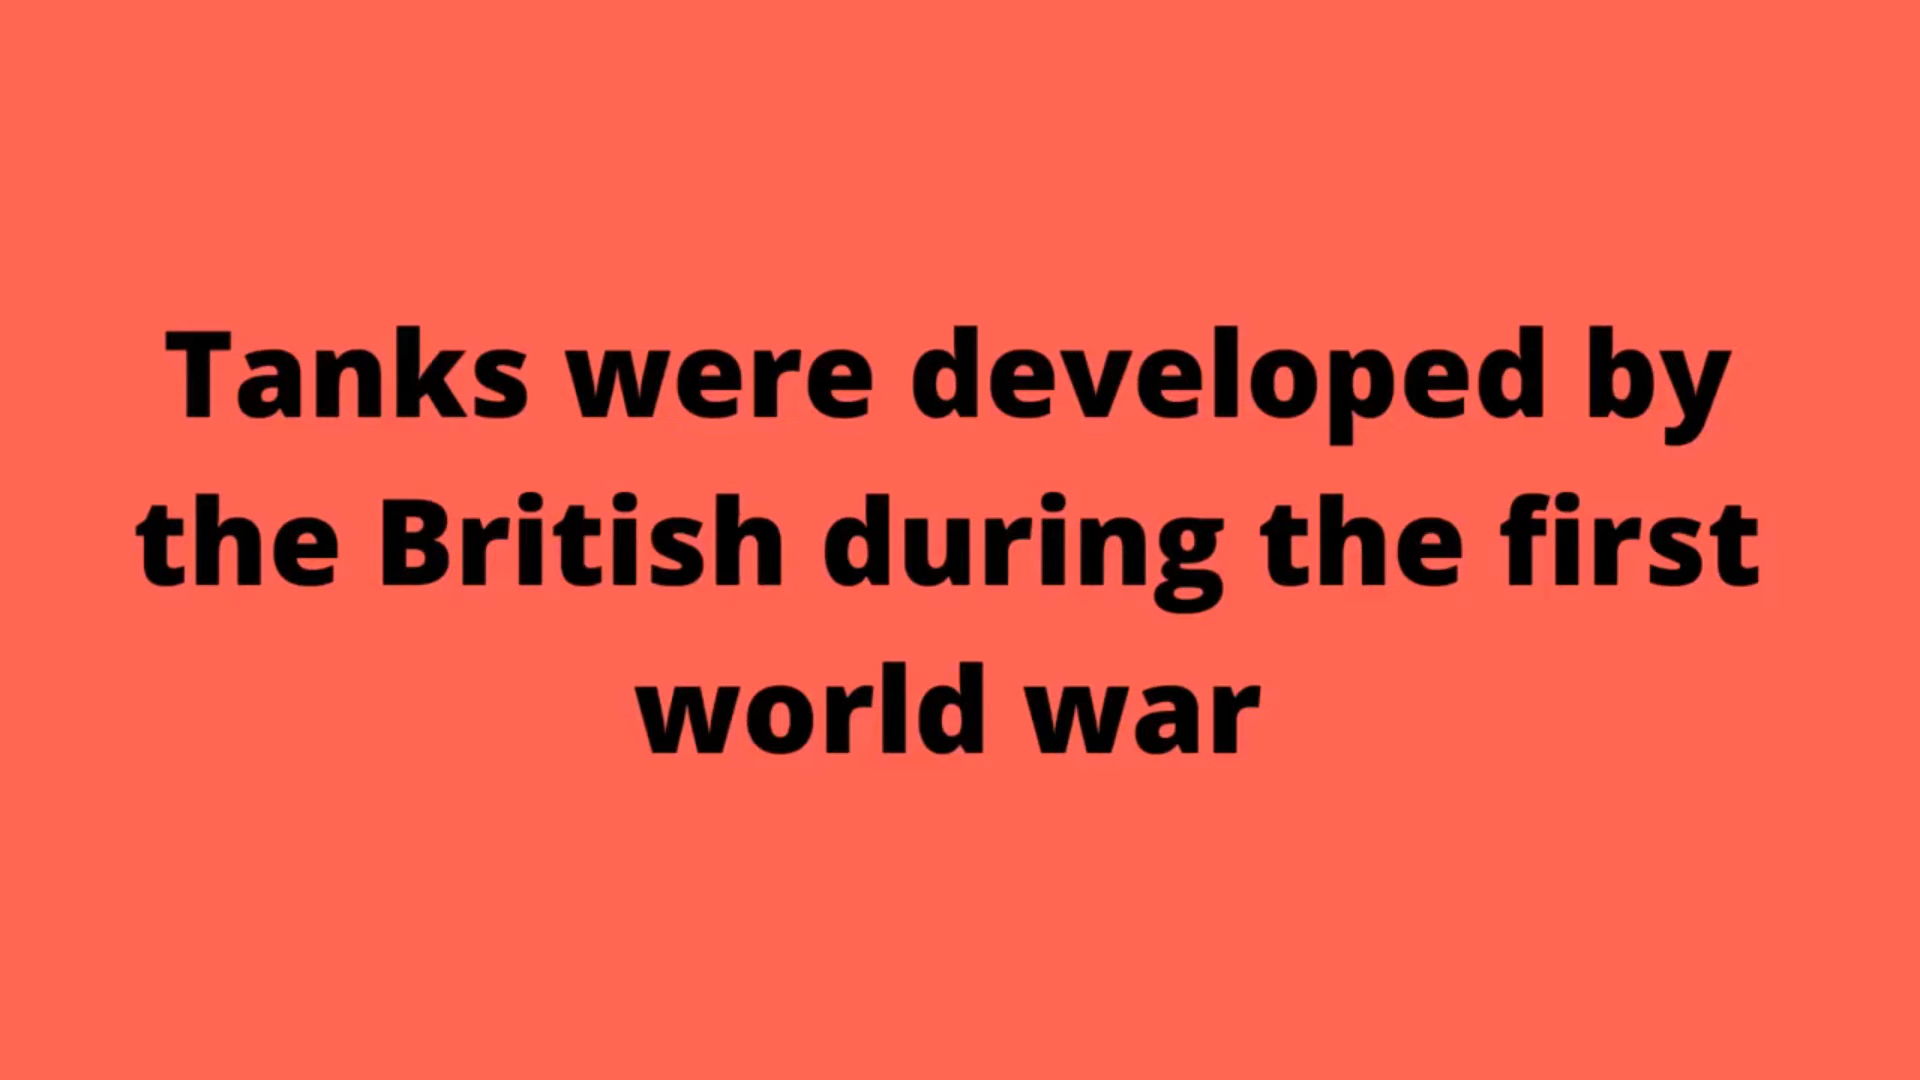 Tanks were developed by
the British during the first
world war